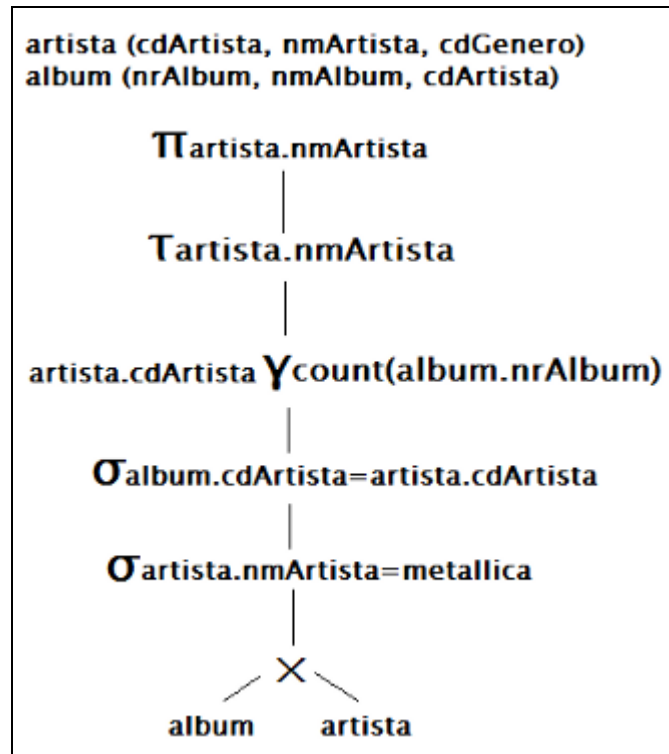 artista (cdArtista, nmArtista, cdGenero)
album (nrAlbum, nmAlbum, cdArtista)
πartista.nmArtista
τartista.nmArtista
artista.cdArtista γcount(album.nrAlbum)
σalbum.cdArtista=artista.cdArtista
σartista.nmArtista=metallica
×
album artista